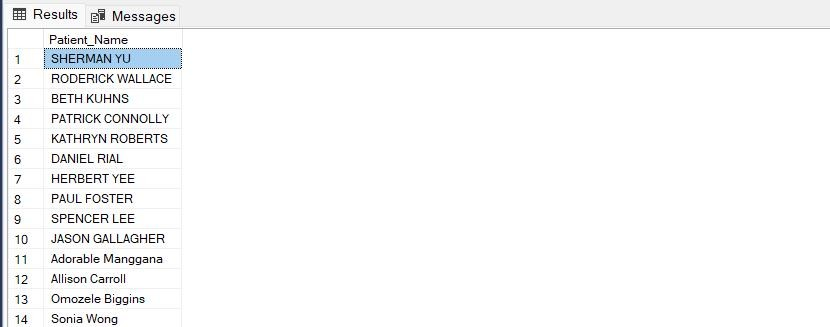 Results Messages
Patient_Name
1 SHERMAN YU
2 RODERICK WALLACE
3 BETH KUHNS
4 PATRICK CONNOLLY
5 KATHRYN ROBERTS
6 DANIEL RIAL
7 HERBERT YEE
8 PAUL FOSTER
9 SPENCER LEE
10 JASON GALLAGHER
11 Adorable Manggana
12 Allison Carroll
13 Omozele Biggins
14 Sonia Wong